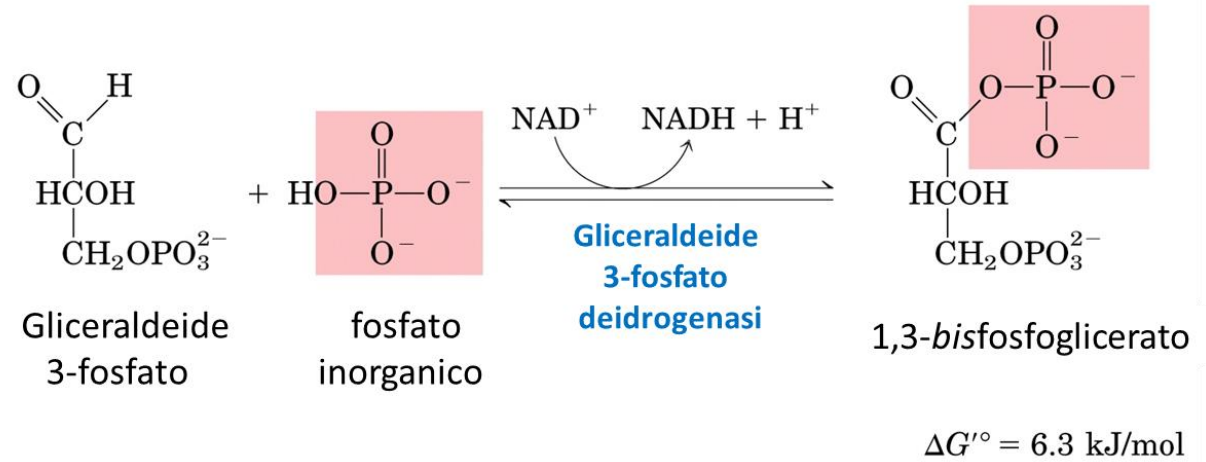 O H
C
HCOH
CH₂OPO₃²⁻
Gliceraldeide
3-fosfato
+
O
HO—P—O⁻
O⁻
fosfato
inorganico
NAD⁺ NADH + H⁺
Gliceraldeide
3-fosfato
deidrogenasi
O
O O—P—O⁻
C O⁻
HCOH
CH₂OPO₃²⁻
1,3-bisfosfoglicerato
ΔG′° = 6.3 kJ/mol